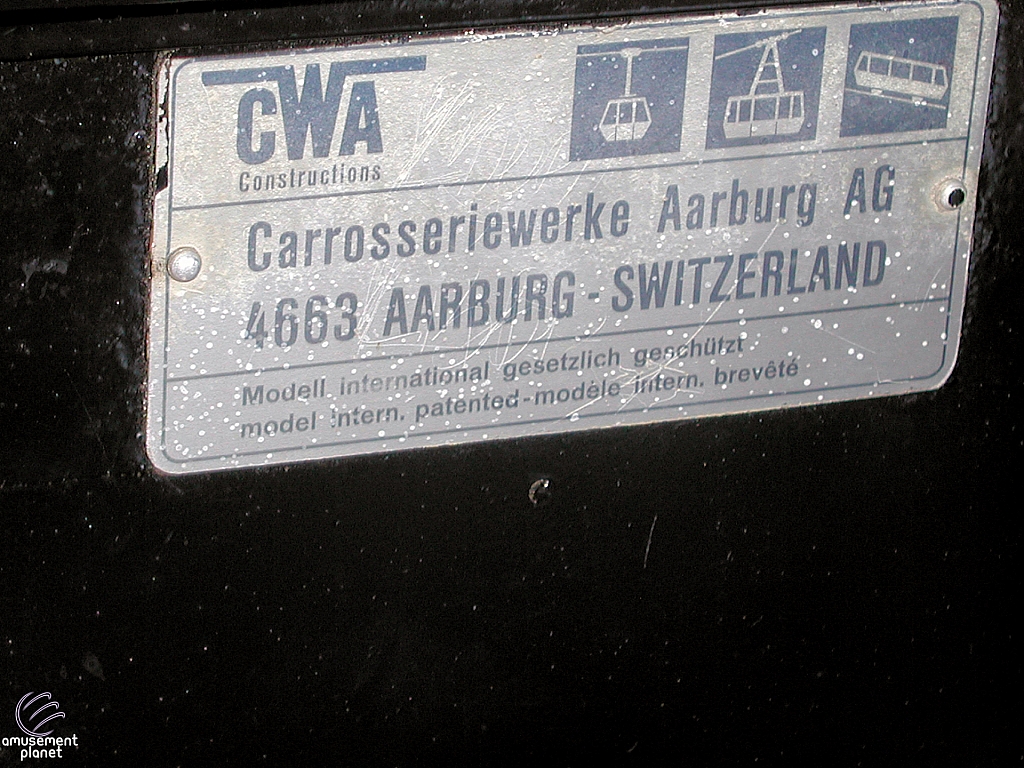 CWA
Constructions
Carrosseriewerke Aarburg AG
4663 AARBURG - SWITZERLAND
Modell international gesetzlich geschützt
model intern. patented - modèle intern. brevêté
amusement
planet